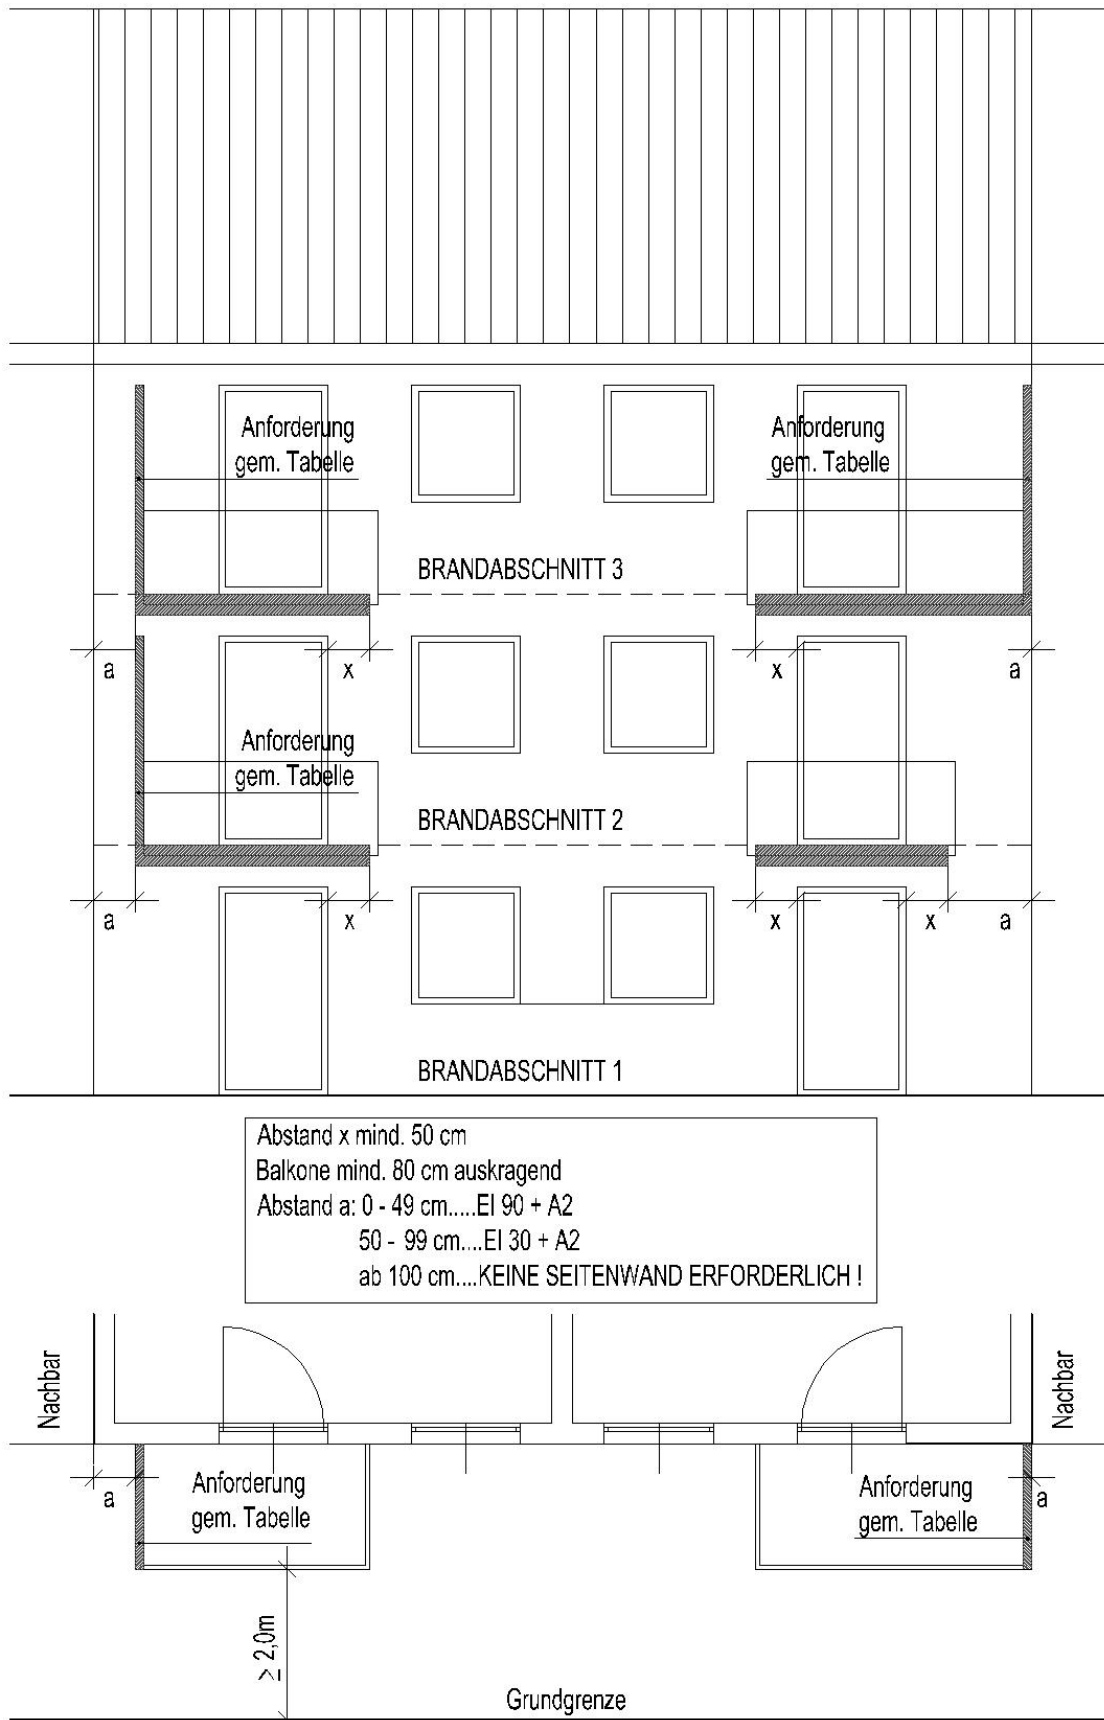 Anforderung
gem. Tabelle
Anforderung
gem. Tabelle
BRANDABSCHNITT 3
a
x
x
a
Anforderung
gem. Tabelle
BRANDABSCHNITT 2
a
x
x
x
a
BRANDABSCHNITT 1
Abstand x mind. 50 cm
Balkone mind. 80 cm auskragend
Abstand a: 0 - 49 cm.....EI 90 + A2
50 - 99 cm....EI 30 + A2
ab 100 cm....KEINE SEITENWAND ERFORDERLICH !
Nachbar
Nachbar
a
Anforderung
gem. Tabelle
Anforderung
gem. Tabelle
a
≥ 2,0m
Grundgrenze